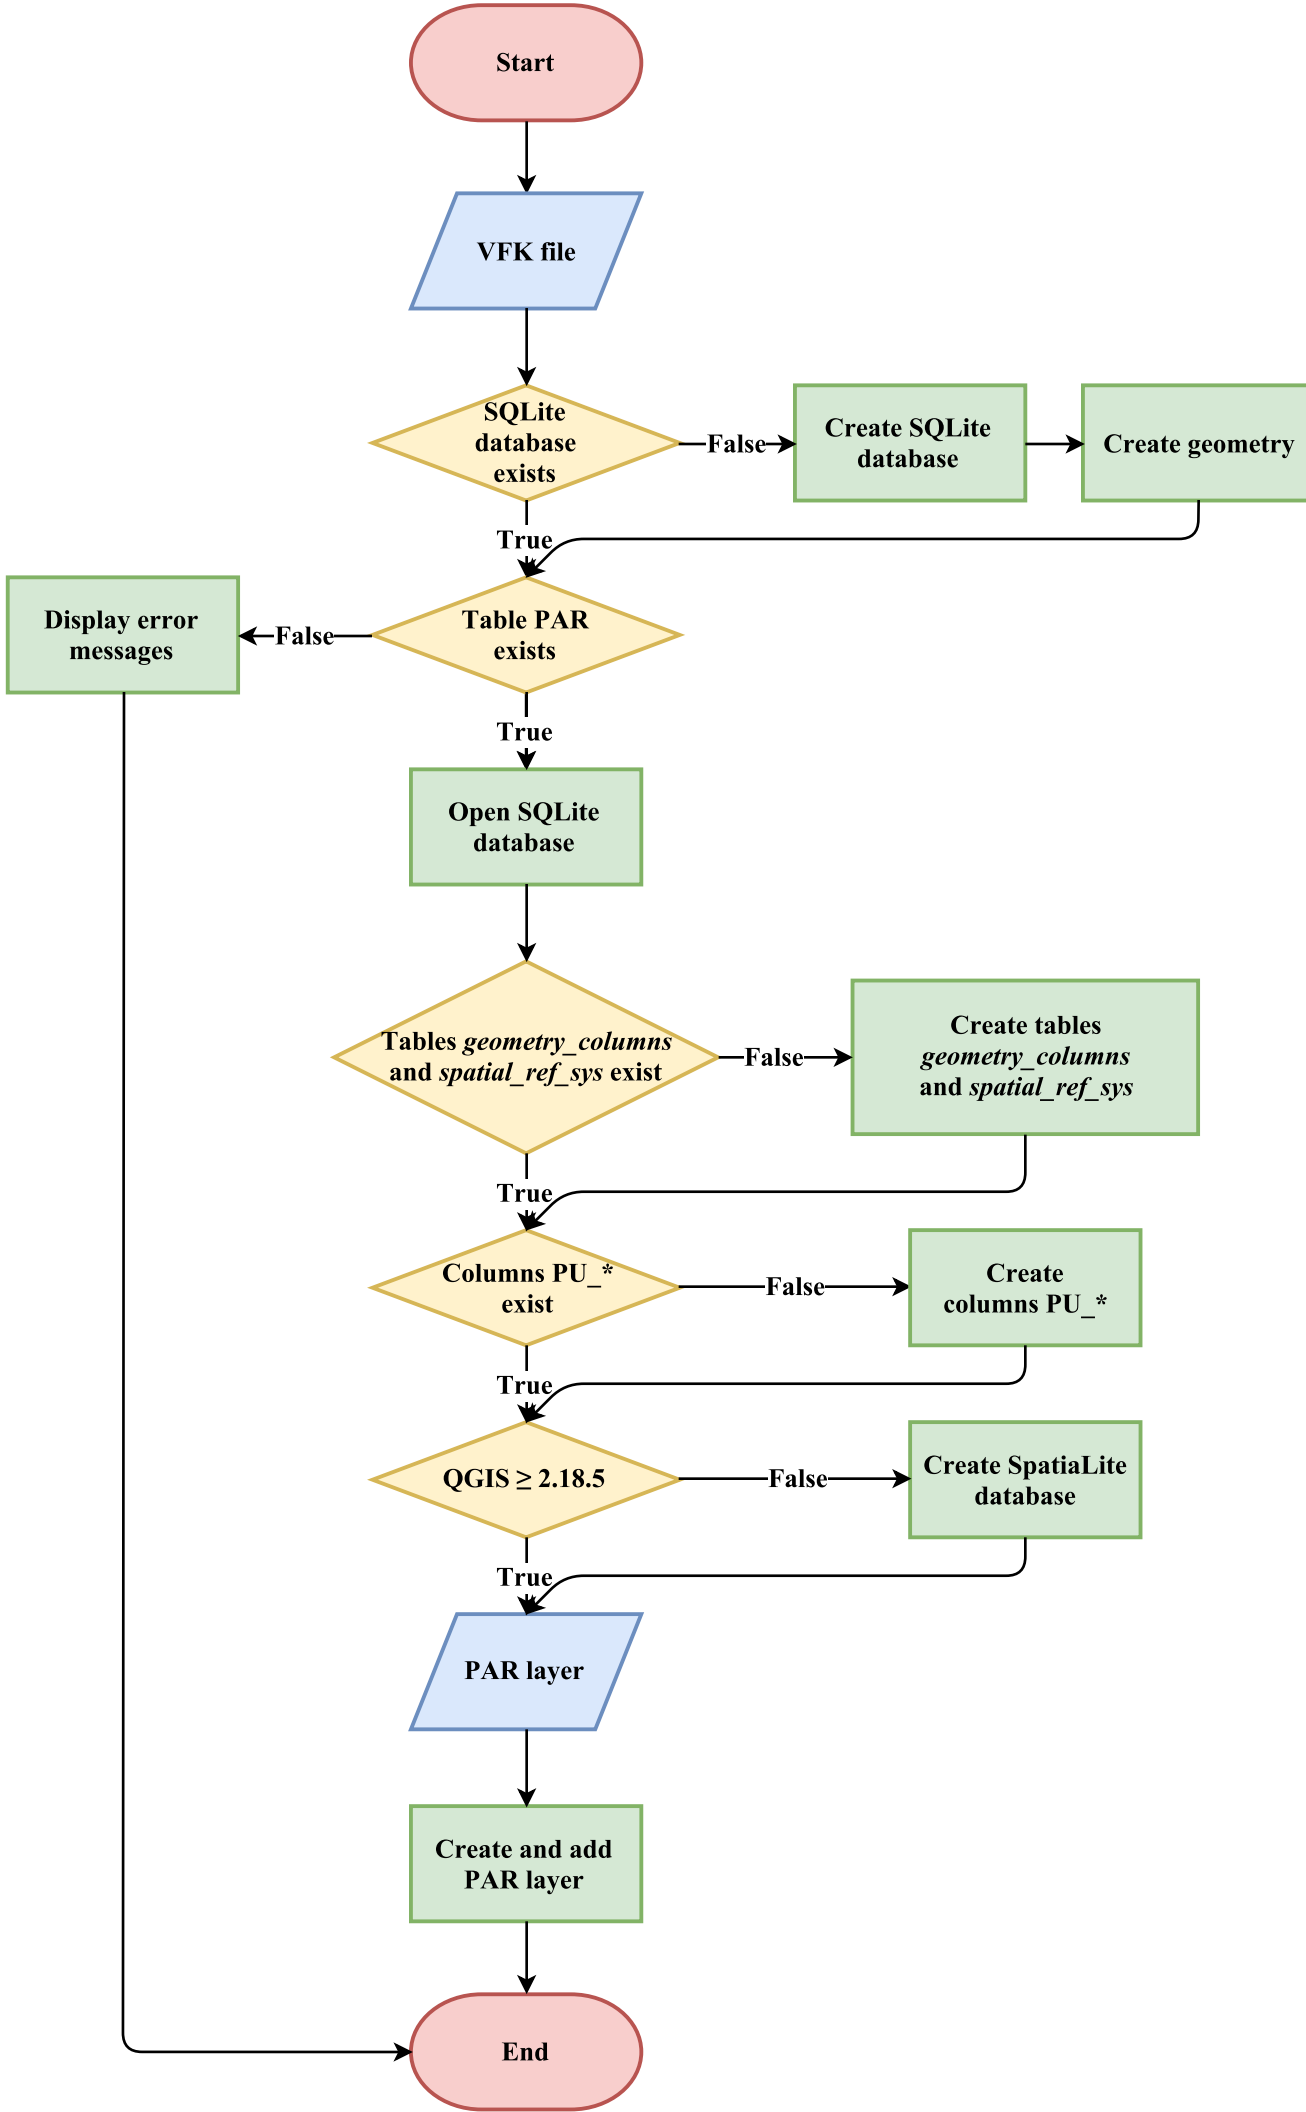 Start
VFK file
SQLite
database
exists
False
Create SQLite
database
Create geometry
True
Table PAR
exists
False
Display error
messages
True
Open SQLite
database
Tables geometry_columns
and spatial_ref_sys exist
False
Create tables
geometry_columns
and spatial_ref_sys
True
Columns PU_*
exist
False
Create
columns PU_*
True
QGIS ≥ 2.18.5
False
Create SpatiaLite
database
True
PAR layer
Create and add
PAR layer
End